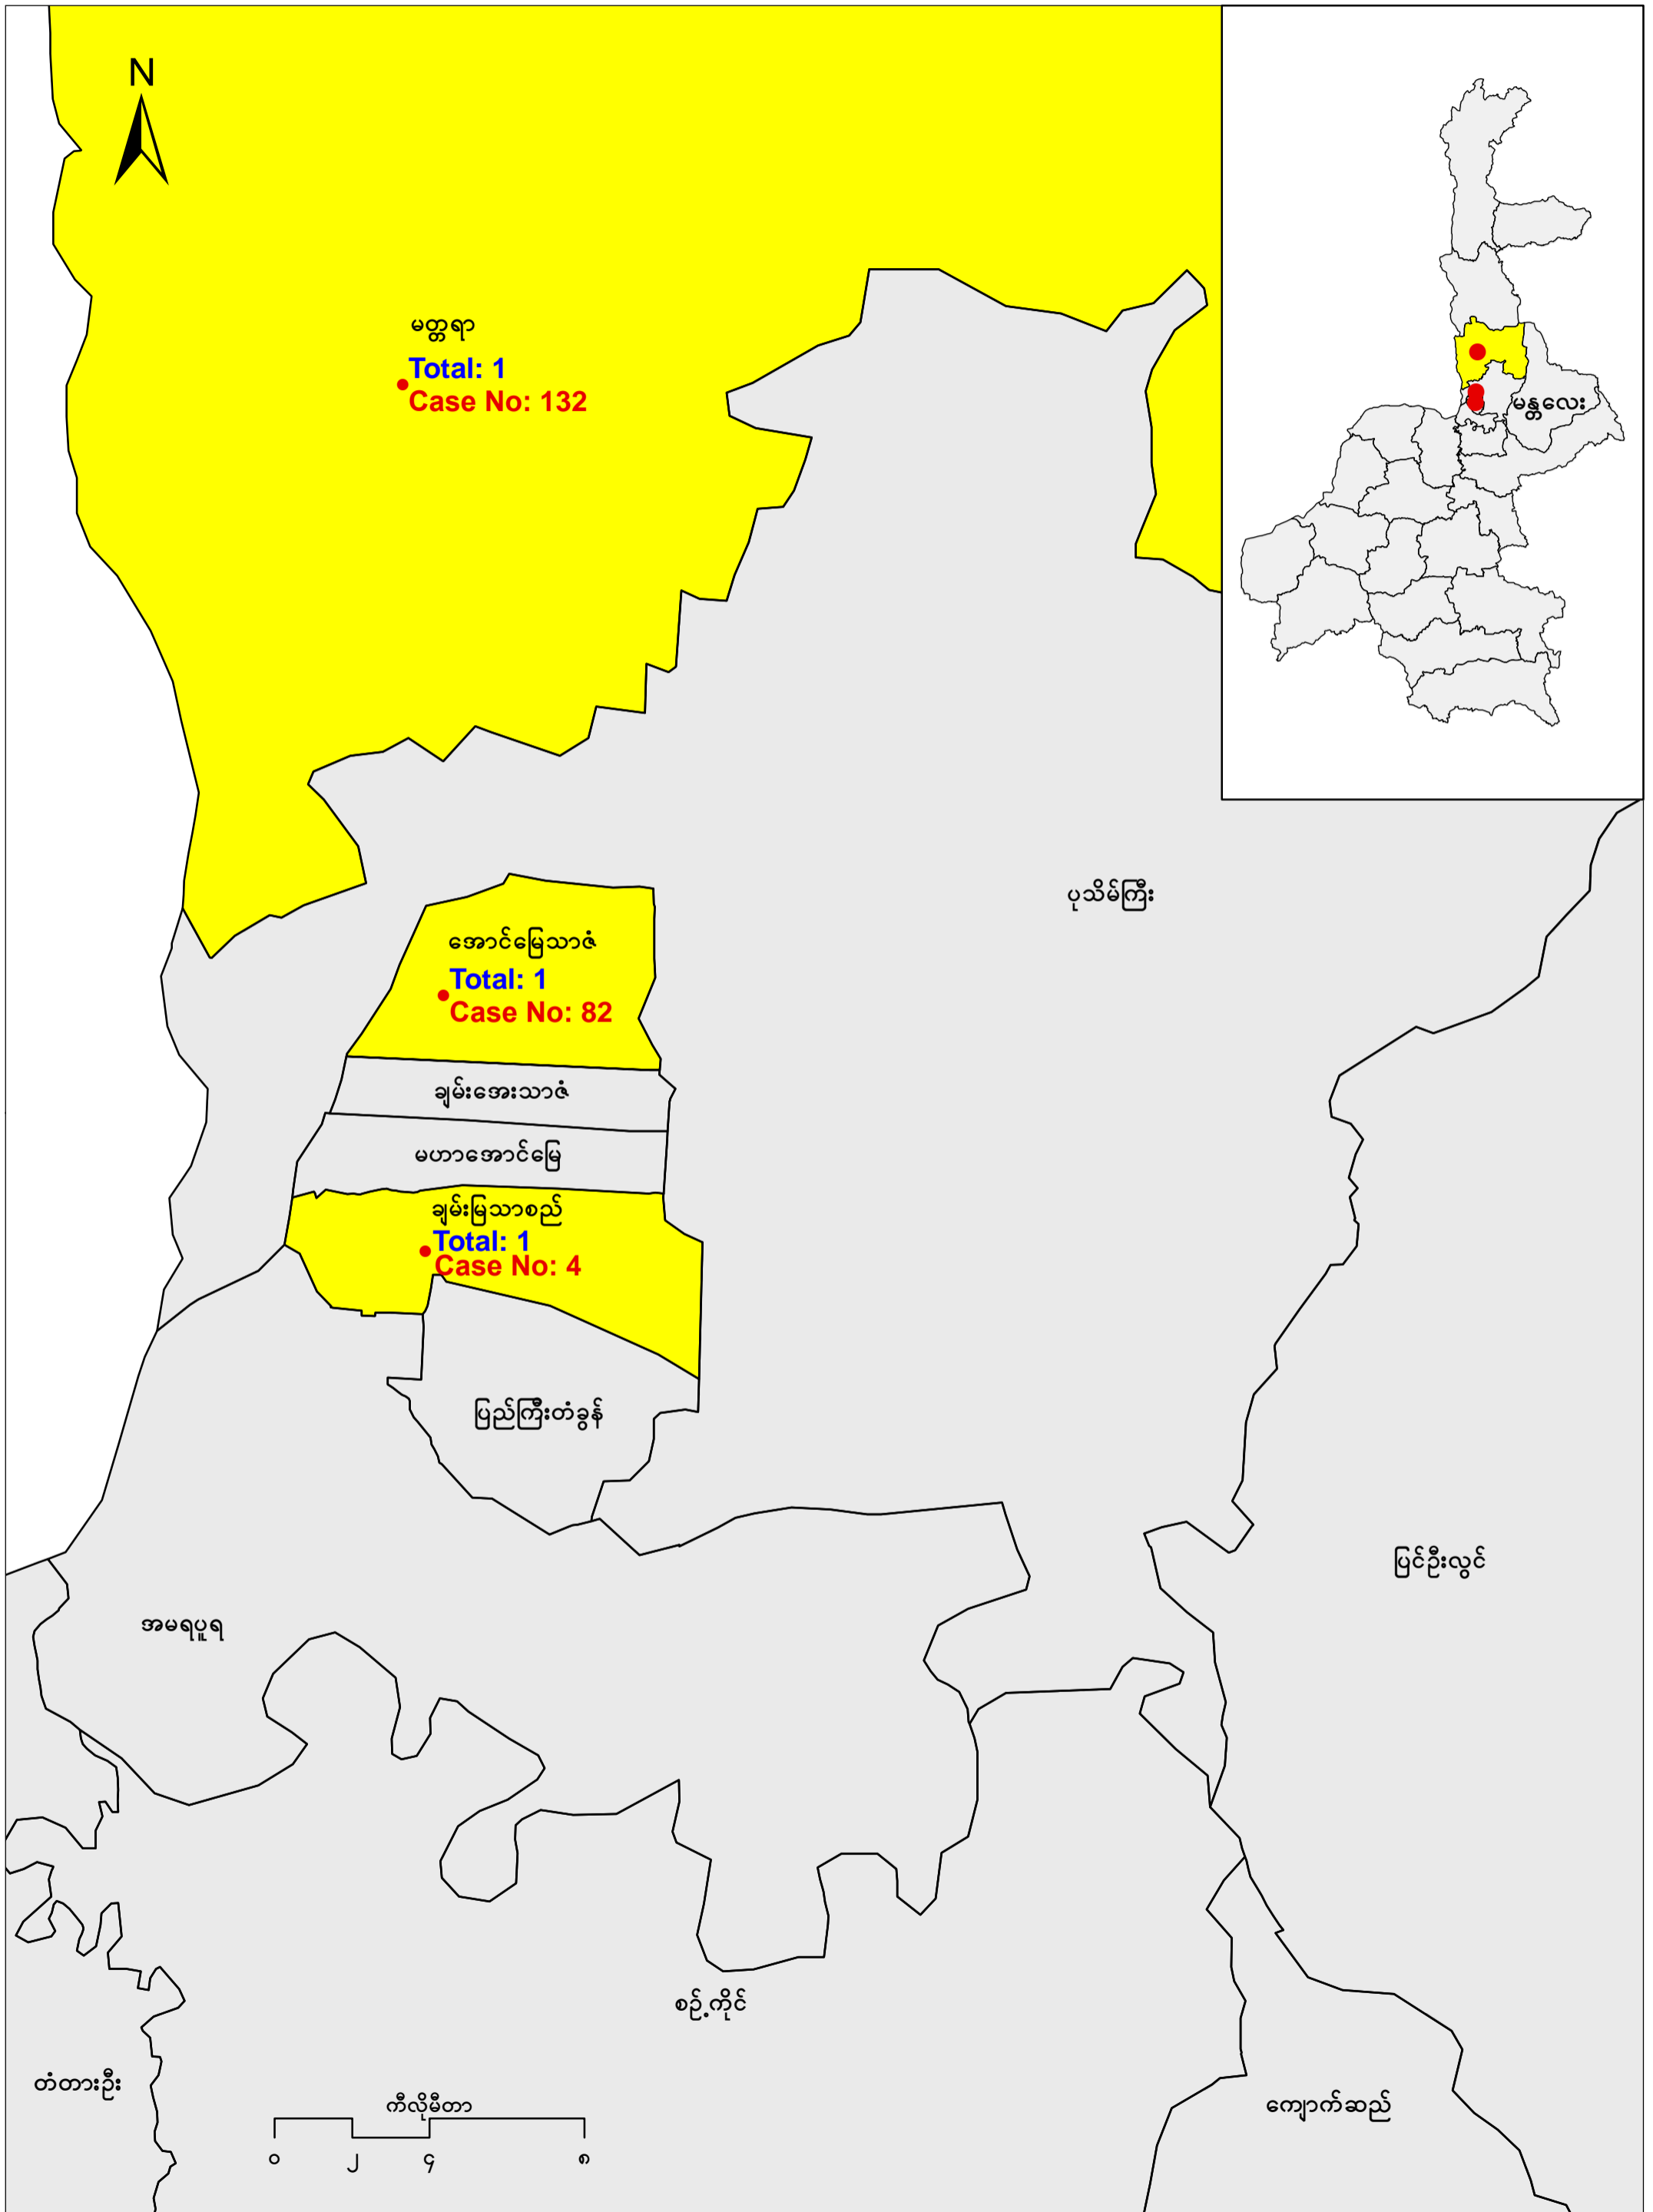 N
မတ္တရာ
Total: 1
Case No: 132
မန္တလေး
ပုသိမ်ကြီး
အောင်မြေသာဇံ
Total: 1
Case No: 82
ချမ်းအေးသာဇံ
မဟာအောင်မြေ
ချမ်းမြသာစည်
Total: 1
Case No: 4
ပြည်ကြီးတံခွန်
ပြင်ဦးလွင်
အမရပူရ
စဉ့်ကိုင်
တံတားဦး
ကျောက်ဆည်
ကီလိုမီတာ
၀ ၂ ၄ ၈